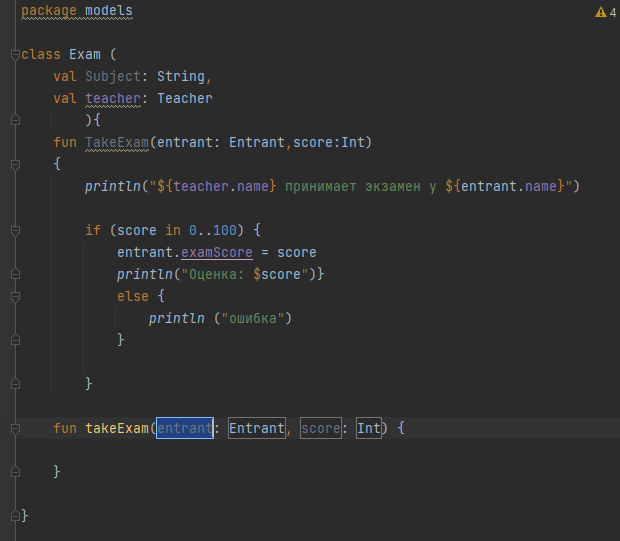 package models
4
class Exam (
val Subject: String,
val teacher: Teacher
){
fun TakeExam(entrant: Entrant,score:Int)
{
println("${teacher.name} принимает экзамен у ${entrant.name}")
if (score in 0..100) {
entrant.examScore = score
println("Оценка: $score")}
else {
println ("ошибка")
}
}
fun takeExam(entrant: Entrant, score: Int) {
}
}